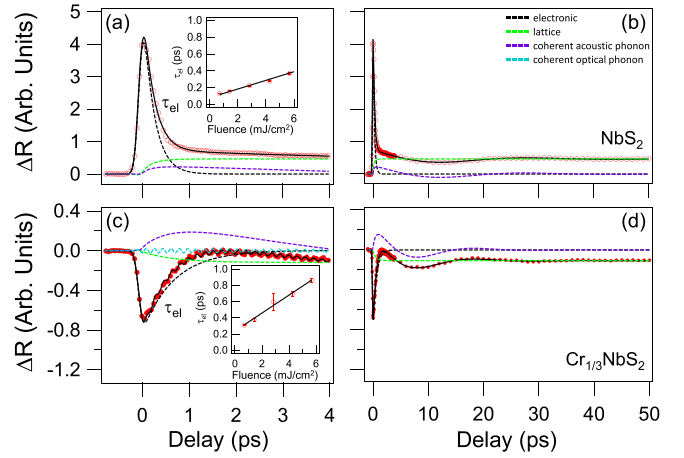 (a)
(b)
5
4
3
2
1
0
ΔR (Arb. Units)
τel
τel (ps)
1.0
0.8
0.6
0.4
0.2
0.0
0 1 2 3 4 5 6
Fluence (mJ/cm²)
electronic
lattice
coherent acoustic phonon
coherent optical phonon
NbS2
(c)
(d)
0.4
0.0
-0.4
-0.8
-1.2
ΔR (Arb. Units)
τel
τel (ps)
1.0
0.8
0.6
0.4
0.2
0.0
0 2 4 6
Fluence (mJ/cm²)
Cr1/3NbS2
0 1 2 3 4
0 10 20 30 40 50
Delay (ps)
Delay (ps)